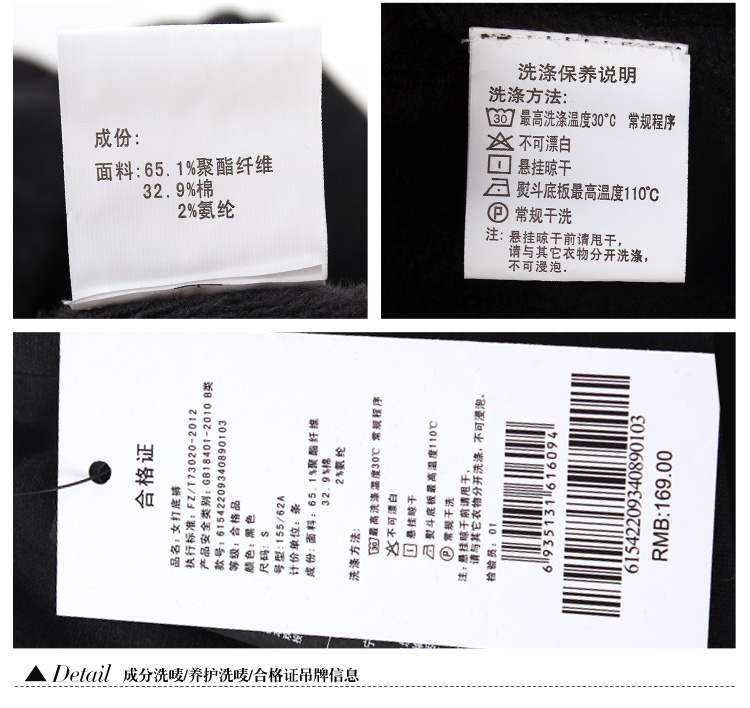 成份:
面料:65.1%聚酯纤维
32.9%棉
2%氨纶
洗涤保养说明
洗涤方法:
30 最高洗涤温度30°C 常规程序
不可漂白
悬挂晾干
熨斗底板最高温度110℃
P 常规干洗
注: 悬挂晾干前请甩干,
请与其它衣物分开洗涤,
不可浸泡.
合格证
品名: 女打底裤
执行标准: FZ/T73020-2012
产品安全类别: GB18401-2010 B类
款号: 61542209340890103
等级: 合格品
颜色: 黑色
尺码: S
号型: 155/62A
计价单位: 条
成份: 面料: 65.1%聚酯纤维
32.9%棉
2%氨纶
洗涤方法:
30 最高洗涤温度30℃ 常规程序
不可漂白
悬挂晾干
熨斗底板最高温度110℃
P 常规干洗
注: 悬挂晾干前请甩干,
请与其它衣物分开洗涤, 不可浸泡。
检验员: 01
6935131616094
61542209340890103
RMB:169.00
Detail 成分洗唛/养护洗唛/合格证吊牌信息